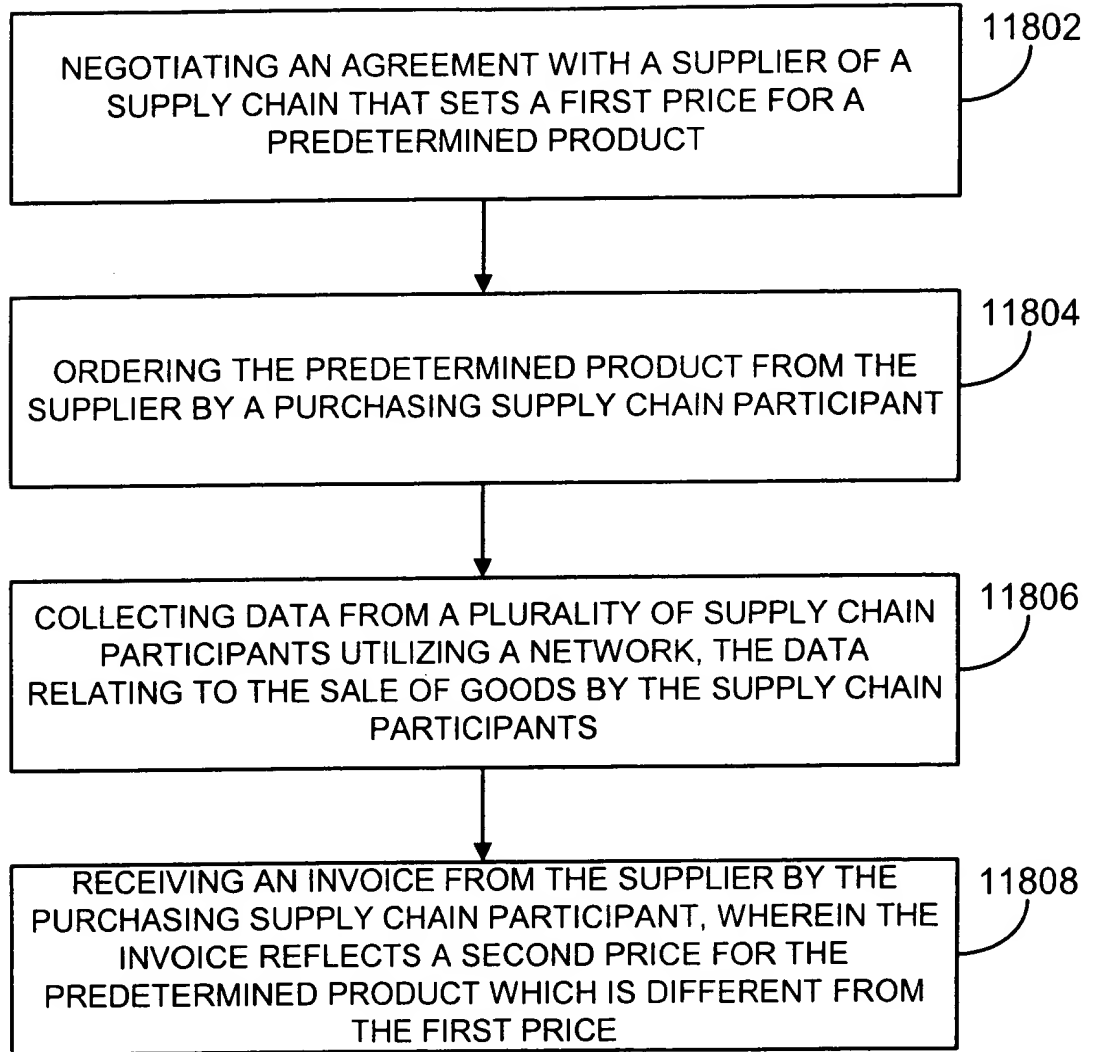 11802
NEGOTIATING AN AGREEMENT WITH A SUPPLIER OF A
SUPPLY CHAIN THAT SETS A FIRST PRICE FOR A
PREDETERMINED PRODUCT
11804
ORDERING THE PREDETERMINED PRODUCT FROM THE
SUPPLIER BY A PURCHASING SUPPLY CHAIN PARTICIPANT
11806
COLLECTING DATA FROM A PLURALITY OF SUPPLY CHAIN
PARTICIPANTS UTILIZING A NETWORK, THE DATA
RELATING TO THE SALE OF GOODS BY THE SUPPLY CHAIN
PARTICIPANTS
11808
RECEIVING AN INVOICE FROM THE SUPPLIER BY THE
PURCHASING SUPPLY CHAIN PARTICIPANT, WHEREIN THE
INVOICE REFLECTS A SECOND PRICE FOR THE
PREDETERMINED PRODUCT WHICH IS DIFFERENT FROM
THE FIRST PRICE